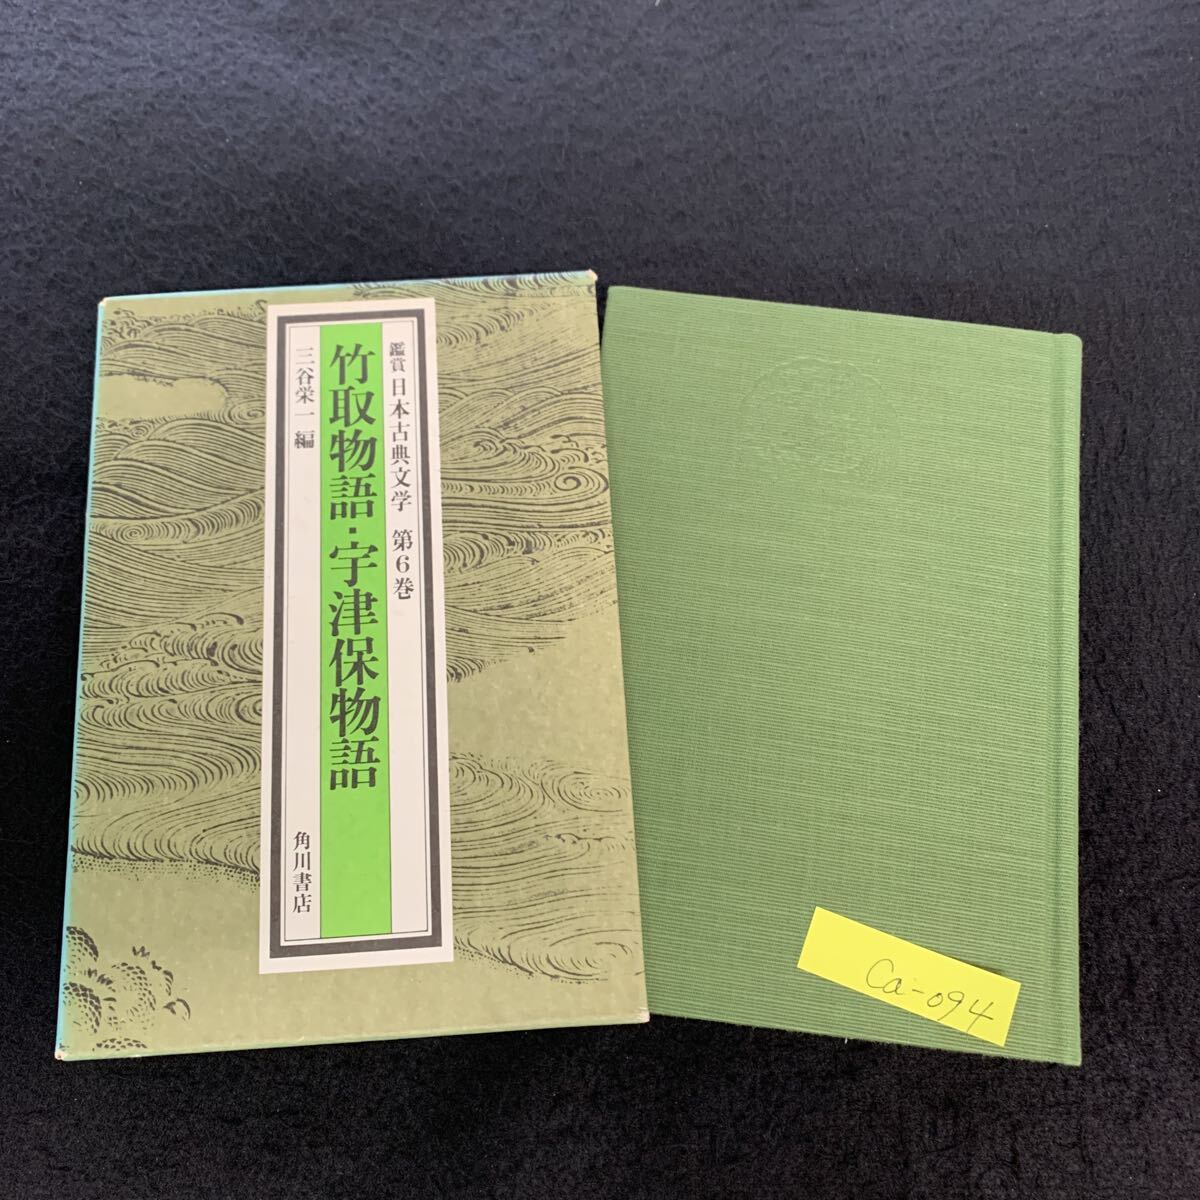 鑑賞 日本古典文学 第6巻
竹取物語・宇津保物語
三谷栄一 編
角川書店
Ca-094